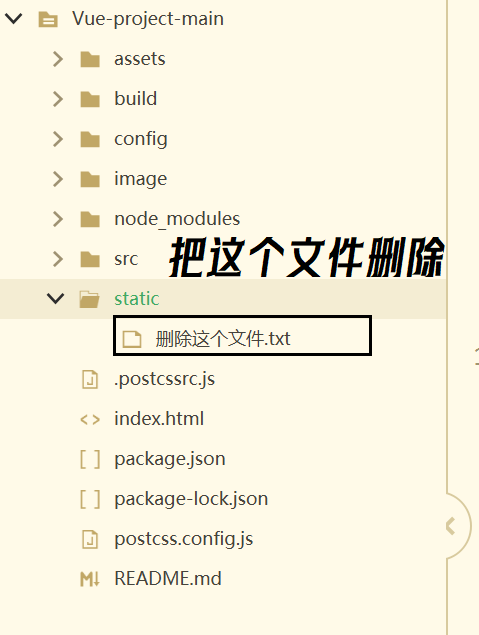 Vue-project-main
assets
build
config
image
node_modules
src
把这个文件删除
static
删除这个文件.txt
.postcssrc.js
index.html
package.json
package-lock.json
postcss.config.js
README.md